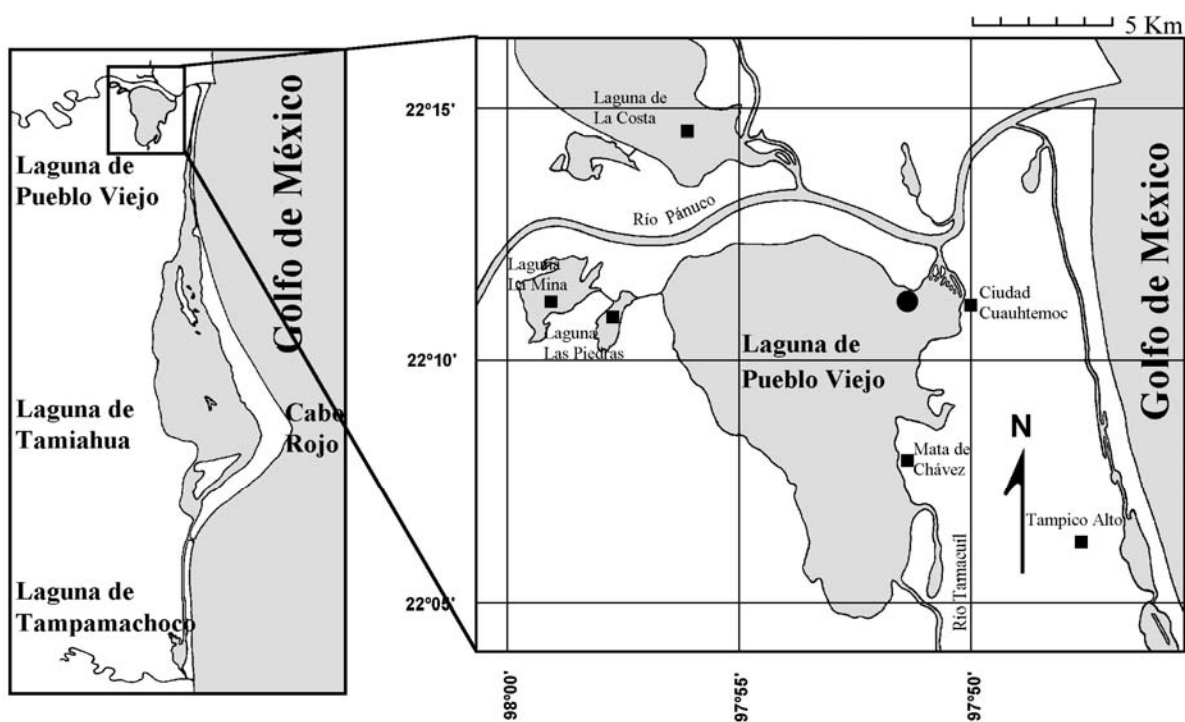 5 Km
Laguna de
Pueblo Viejo
Golfo de México
Laguna de
Tamiahua
Cabo
Rojo
Laguna de
Tampamachoco
22°15'
22°10'
22°05'
98°00'
97°55'
97°50'
Laguna de
La Costa
Río Pánuco
Laguna
La Mina
Laguna
Las Piedras
Ciudad
Cuauhtemoc
Laguna de
Pueblo Viejo
Mata de
Chávez
N
Tampico Alto
Río Tamacuil
Golfo de México